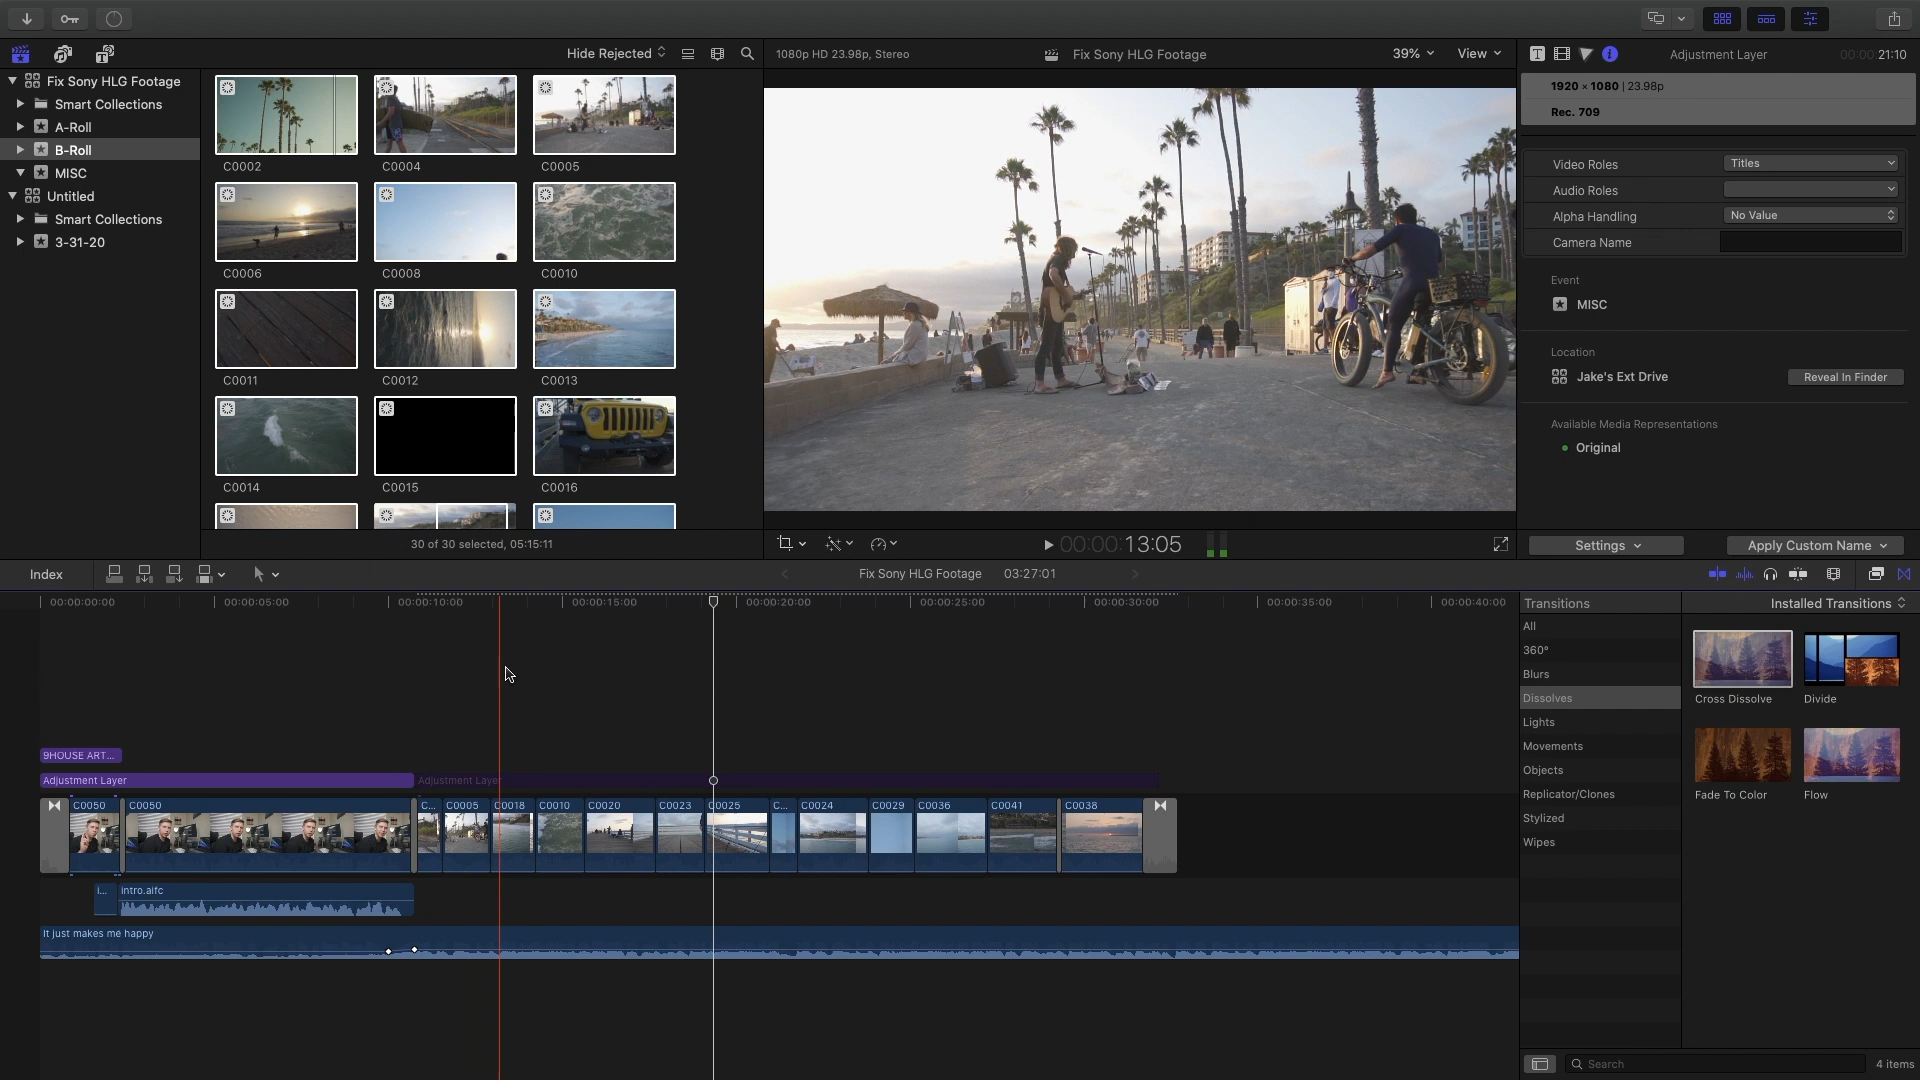 Hide Rejected
1080p HD 23.98p, Stereo
Fix Sony HLG Footage
39%
View
Adjustment Layer
00:00:21:10
Fix Sony HLG Footage
Smart Collections
A-Roll
B-Roll
MISC
Untitled
Smart Collections
3-31-20
C0002
C0004
C0005
C0006
C0008
C0010
C0011
C0012
C0013
C0014
C0015
C0016
30 of 30 selected, 05:15:11
00:00:13:05
1920 × 1080 | 23.98p
Rec. 709
Video Roles
Titles
Audio Roles
Alpha Handling
No Value
Camera Name
Event
MISC
Location
Jake's Ext Drive
Reveal In Finder
Available Media Representations
Original
Settings
Apply Custom Name
Index
Fix Sony HLG Footage
03:27:01
00:00:00:00
00:00:05:00
00:00:10:00
00:00:15:00
00:00:20:00
00:00:25:00
00:00:30:00
00:00:35:00
00:00:40:00
9HOUSE ART...
Adjustment Layer
Adjustment Layer
C0050
C0050
C...
C0005
C0018
C0010
C0020
C0023
C0025
C...
C0024
C0029
C0036
C0041
C0038
i...
intro.aifc
It just makes me happy
Transitions
Installed Transitions
All
360°
Blurs
Dissolves
Lights
Movements
Objects
Replicator/Clones
Stylized
Wipes
Cross Dissolve
Divide
Fade To Color
Flow
Search
4 items